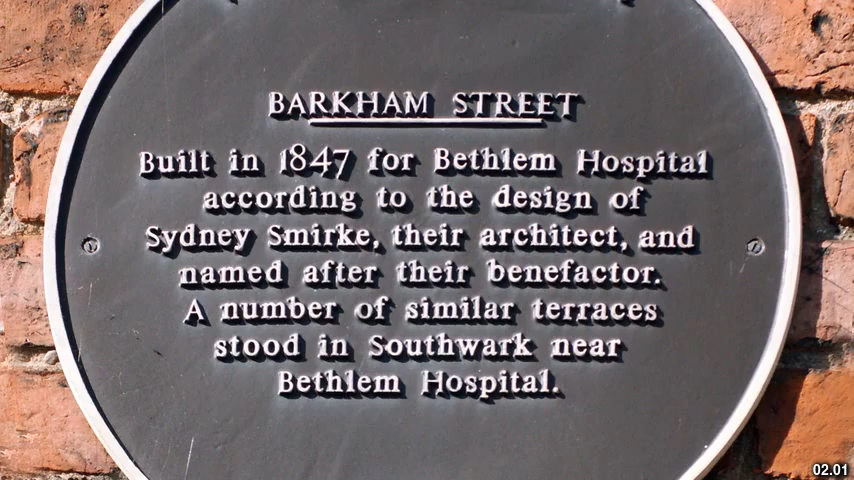 BARKHAM STREET
Built in 1847 for Bethlem Hospital
according to the design of
Sydney Smirke, their architect, and
named after their benefactor.
A number of similar terraces
stood in Southwark near
Bethlem Hospital.
02.01